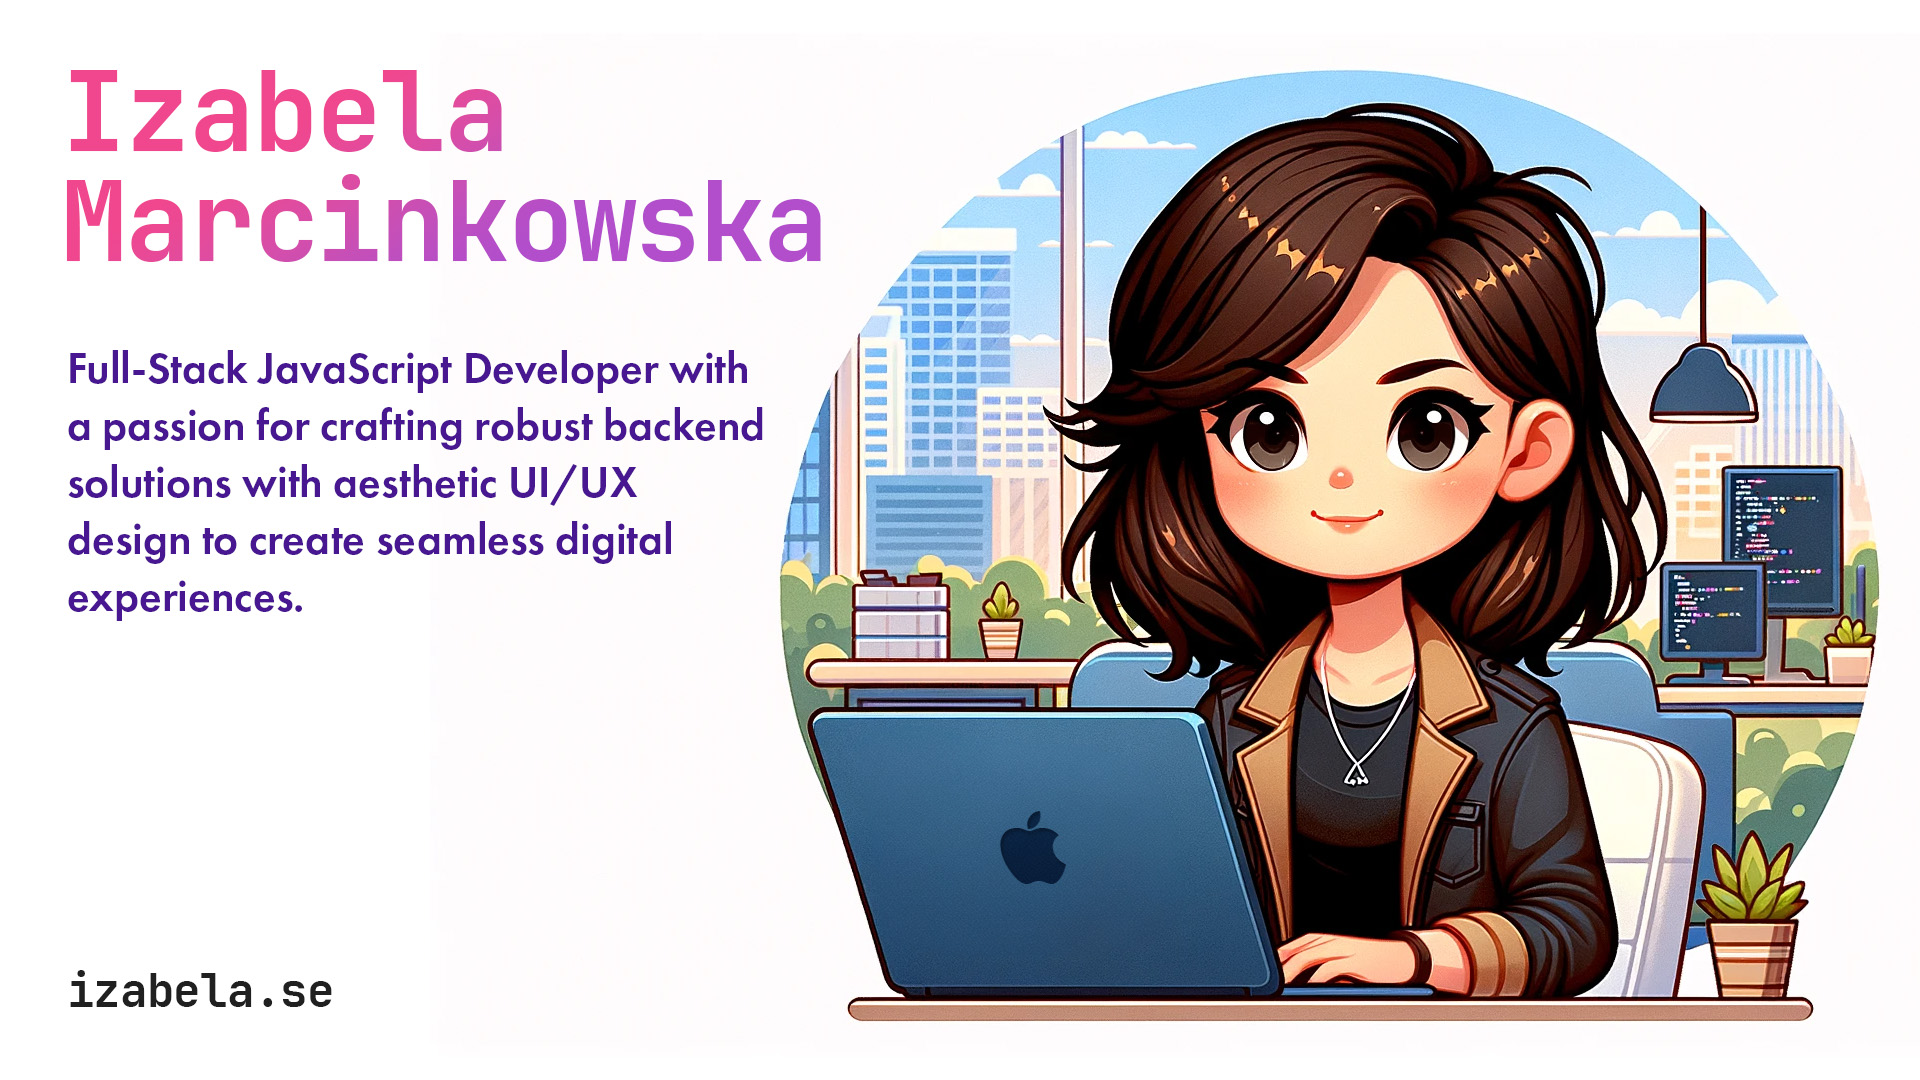 Izabela
Marcinkowska
Full-Stack JavaScript Developer with
a passion for crafting robust backend
solutions with aesthetic UI/UX
design to create seamless digital
experiences.
izabela.se